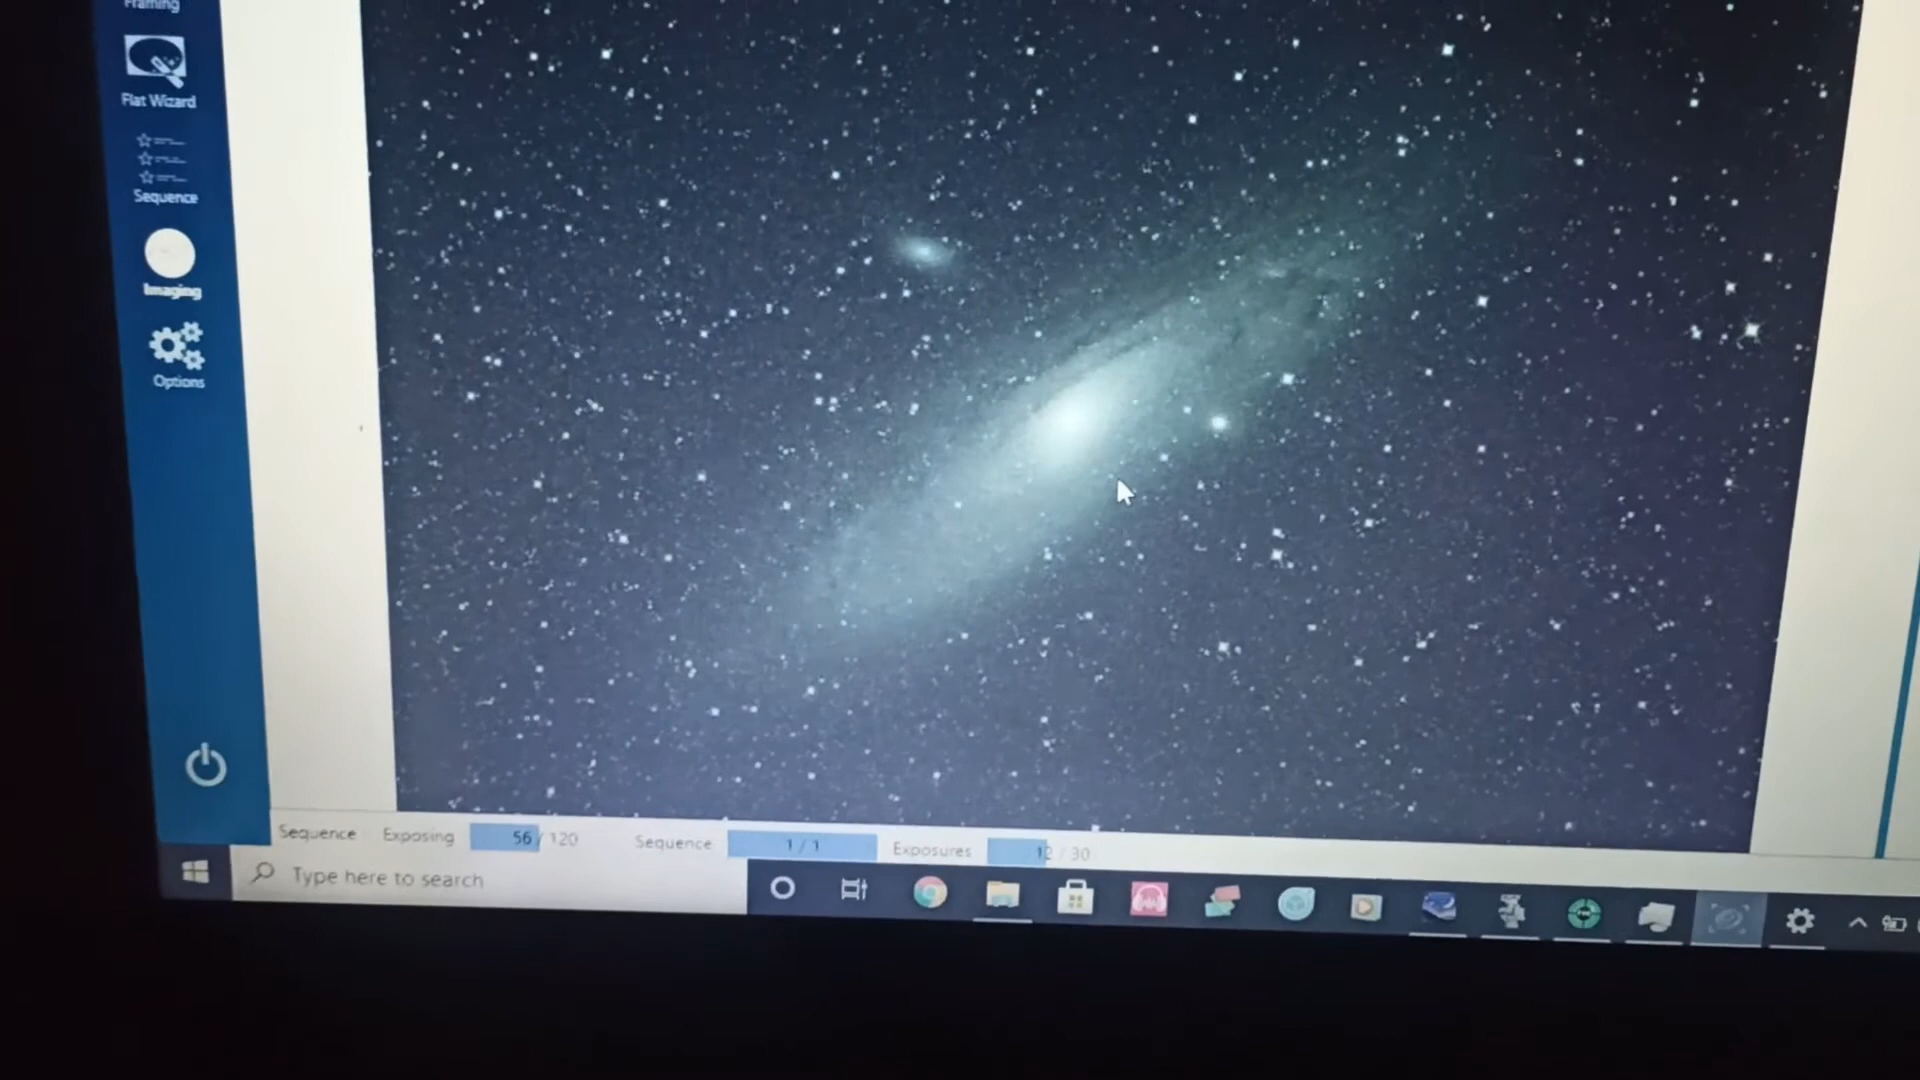 Framing
Flat Wizard
Sequence
Imaging
Options
Sequence Exposing 56 / 120 Sequence 1 / 1 Exposures 12 / 30
Type here to search